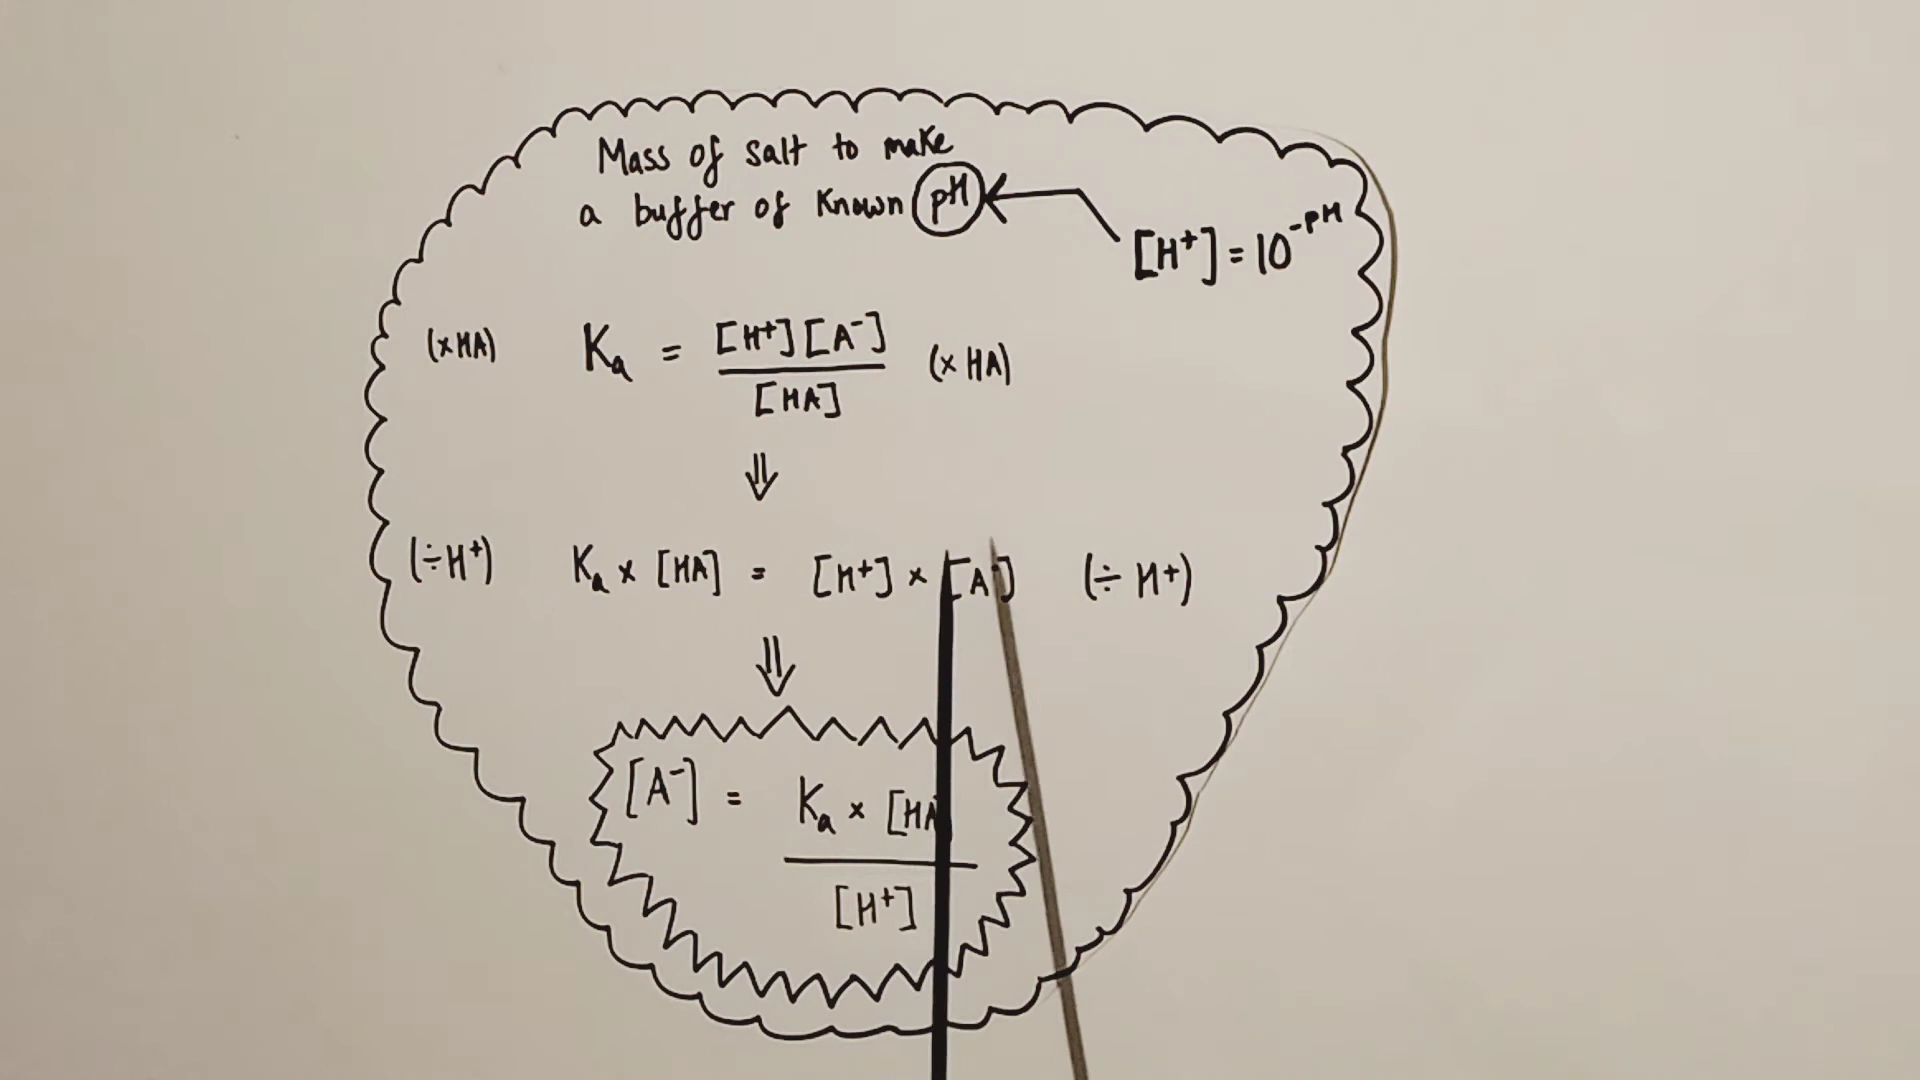 Mass of salt to make
a buffer of known pH
[H⁺] = 10⁻ᵖᴴ
(x HA) Kₐ = [H⁺][A⁻] / [HA] (x HA)
⇓
(÷ H⁺) Kₐ x [HA] = [H⁺] x [A⁻] (÷ H⁺)
⇓
[A⁻] = Kₐ x [HA] / [H⁺]